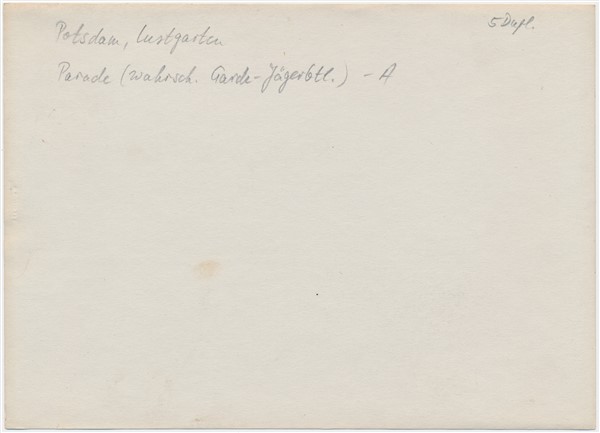 Potsdam, Lustgarten
5 Dupl.
Parade (wahrsch. Garde-Jägerbtl.) - A